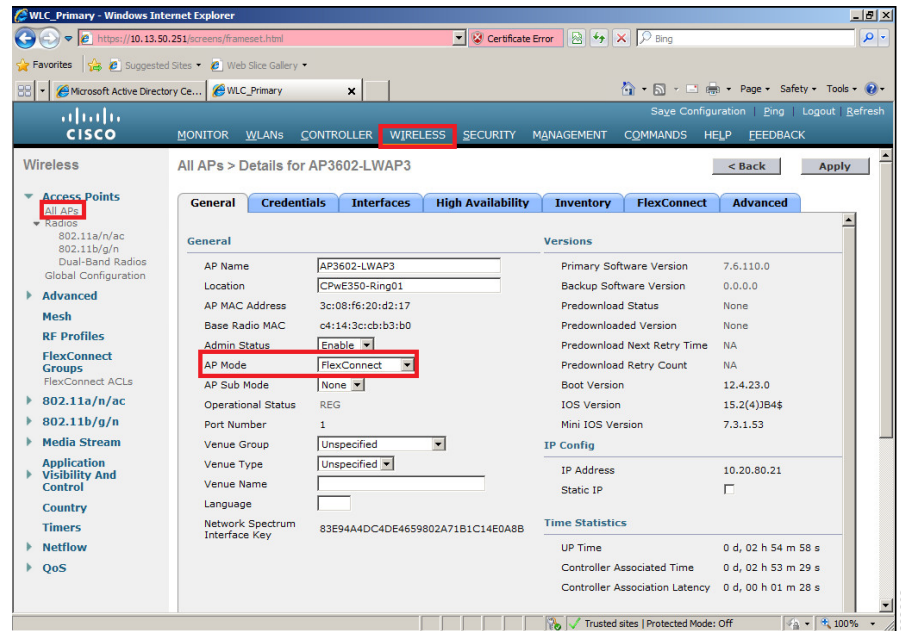 WLC_Primary - Windows Internet Explorer
https://10.13.50.251/screens/frameset.html
Certificate Error
Bing
Favorites
Suggested Sites
Web Slice Gallery
Microsoft Active Directory Ce...
WLC_Primary
Page
Safety
Tools
Save Configuration
Ping
Logout
Refresh
CISCO
MONITOR
WLANs
CONTROLLER
WIRELESS
SECURITY
MANAGEMENT
COMMANDS
HELP
FEEDBACK
Wireless
Access Points
All APs
Radios
802.11a/n/ac
802.11b/g/n
Dual-Band Radios
Global Configuration
Advanced
Mesh
RF Profiles
FlexConnect
Groups
FlexConnect ACLs
802.11a/n/ac
802.11b/g/n
Media Stream
Application
Visibility And
Control
Country
Timers
Netflow
QoS
All APs > Details for AP3602-LWAP3
< Back
Apply
General
Credentials
Interfaces
High Availability
Inventory
FlexConnect
Advanced
General
AP Name AP3602-LWAP3
Location CPwE350-Ring01
AP MAC Address 3c:08:f6:20:d2:17
Base Radio MAC c4:14:3c:cb:b3:b0
Admin Status Enable
AP Mode FlexConnect
AP Sub Mode None
Operational Status REG
Port Number 1
Venue Group Unspecified
Venue Type Unspecified
Venue Name
Language
Network Spectrum
Interface Key 83E94A4DC4DE4659802A71B1C14E0A8B
Versions
Primary Software Version 7.6.110.0
Backup Software Version 0.0.0.0
Predownload Status None
Predownloaded Version None
Predownload Next Retry Time NA
Predownload Retry Count NA
Boot Version 12.4.23.0
IOS Version 15.2(4)JB4$
Mini IOS Version 7.3.1.53
IP Config
IP Address 10.20.80.21
Static IP
Time Statistics
UP Time 0 d, 02 h 54 m 58 s
Controller Associated Time 0 d, 02 h 53 m 29 s
Controller Association Latency 0 d, 00 h 01 m 28 s
Trusted sites | Protected Mode: Off
100%